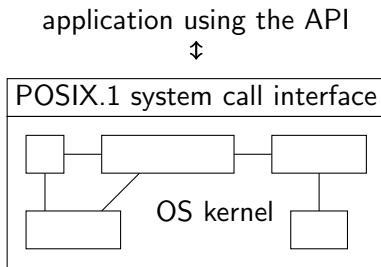 application using the API
POSIX.1 system call interface
OS kernel